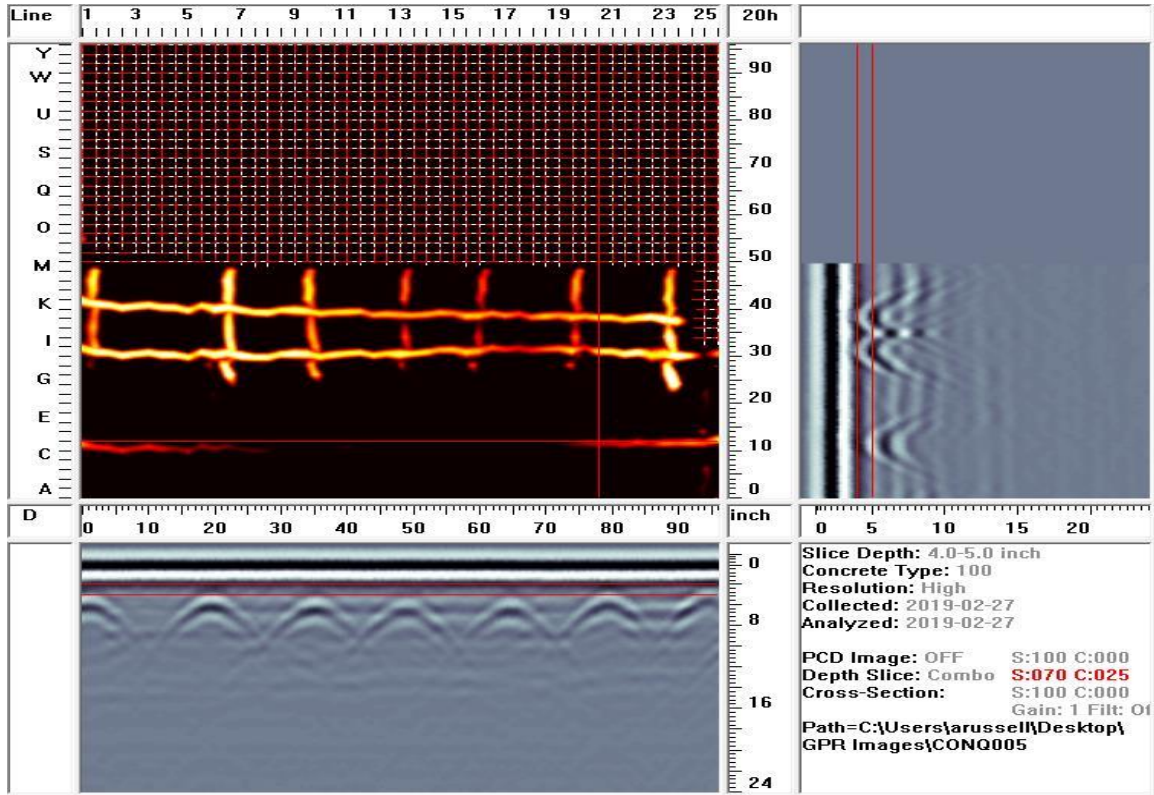 Line 1 3 5 7 9 11 13 15 17 19 21 23 25 20h
Y
W
U
S
Q
O
M
K
I
G
E
C
A
90
80
70
60
50
40
30
20
10
0
D 0 10 20 30 40 50 60 70 80 90 inch 0 5 10 15 20
0
8
16
24
Slice Depth: 4.0-5.0 inch
Concrete Type: 100
Resolution: High
Collected: 2019-02-27
Analyzed: 2019-02-27
PCD Image: OFF S:100 C:000
Depth Slice: Combo S:070 C:025
Cross-Section: S:100 C:000
Gain: 1 Filt: Of
Path=C:\Users\arussell\Desktop\
GPR Images\CONQ005